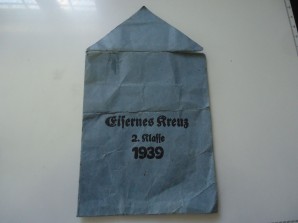 Eisernes Kreuz
2. Klasse
1939